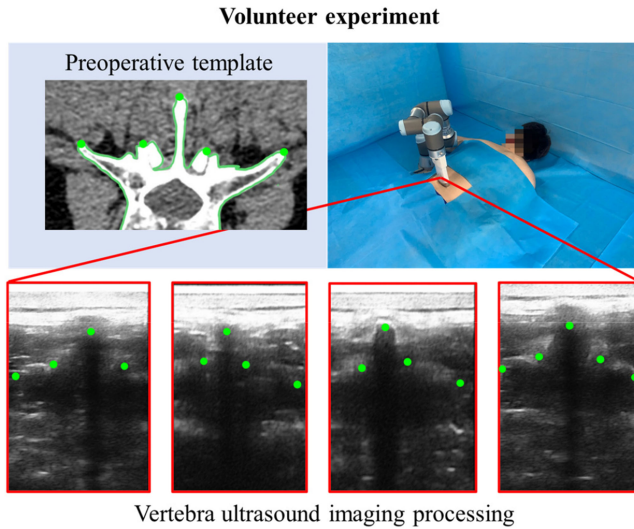 Volunteer experiment
Preoperative template
Vertebra ultrasound imaging processing